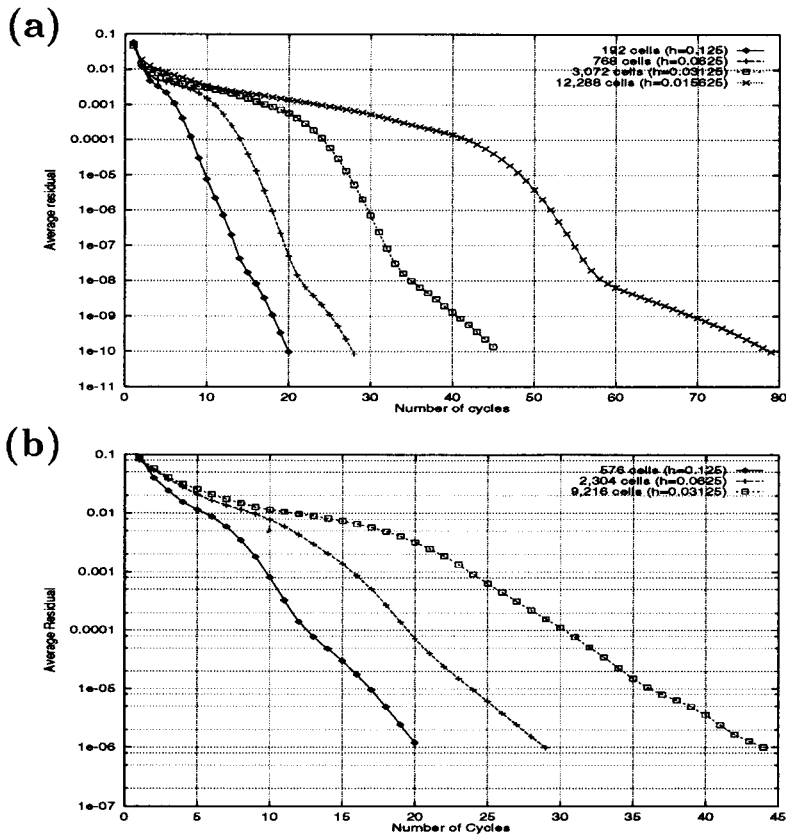 (a)
0.1
0.01
0.001
0.0001
1e-05
1e-06
1e-07
1e-08
1e-09
1e-10
1e-11
Average residual
192 cells (h=0.125)
768 cells (h=0.0625)
3,072 cells (h=0.03125)
12,288 cells (h=0.015625)
0 10 20 30 40 50 60 70 80
Number of cycles
(b)
0.1
0.01
0.001
0.0001
1e-05
1e-06
1e-07
Average Residual
576 cells (h=0.125)
2,304 cells (h=0.0625)
9,216 cells (h=0.03125)
0 5 10 15 20 25 30 35 40 45
Number of Cycles